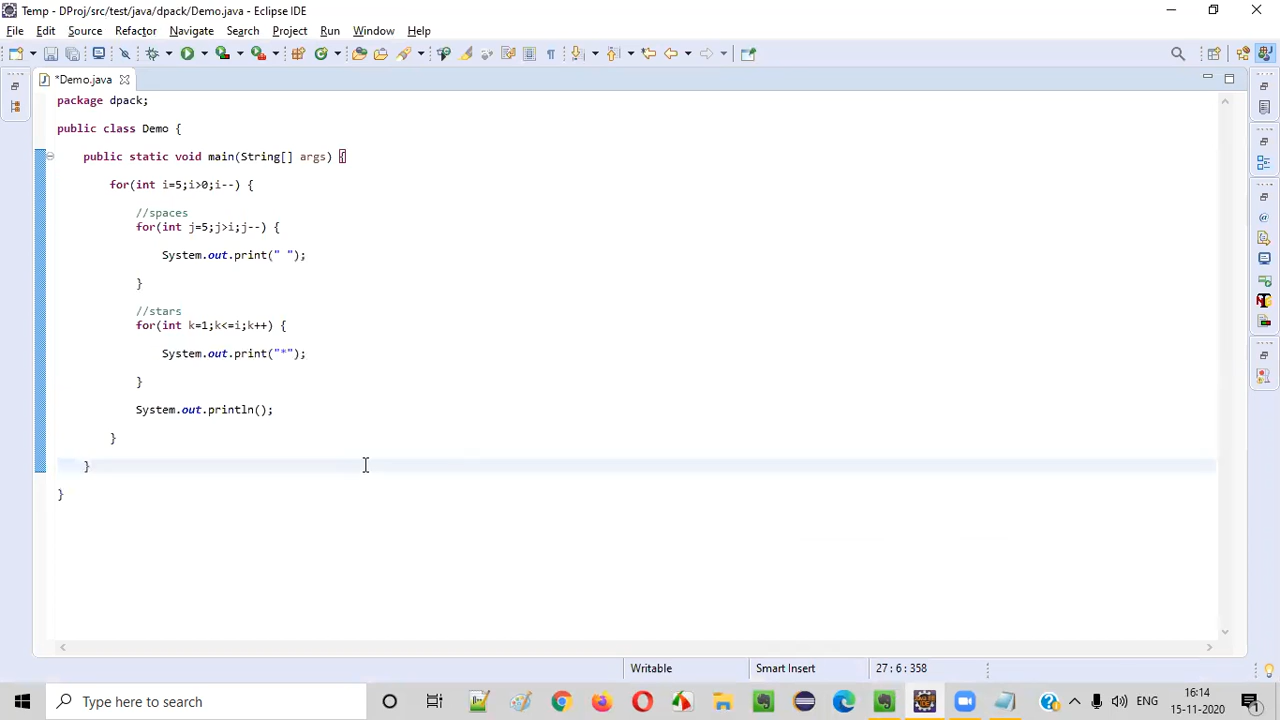 Temp - DProj/src/test/java/dpack/Demo.java - Eclipse IDE
File Edit Source Refactor Navigate Search Project Run Window Help
*Demo.java
package dpack;
public class Demo {
public static void main(String[] args) {
for(int i=5;i>0;i--) {
//spaces
for(int j=5;j>i;j--) {
System.out.print(" ");
}
//stars
for(int k=1;k<=i;k++) {
System.out.print("*");
}
System.out.println();
}
}
}
Writable Smart Insert 27 : 6 : 358
Type here to search
ENG
16:14
15-11-2020